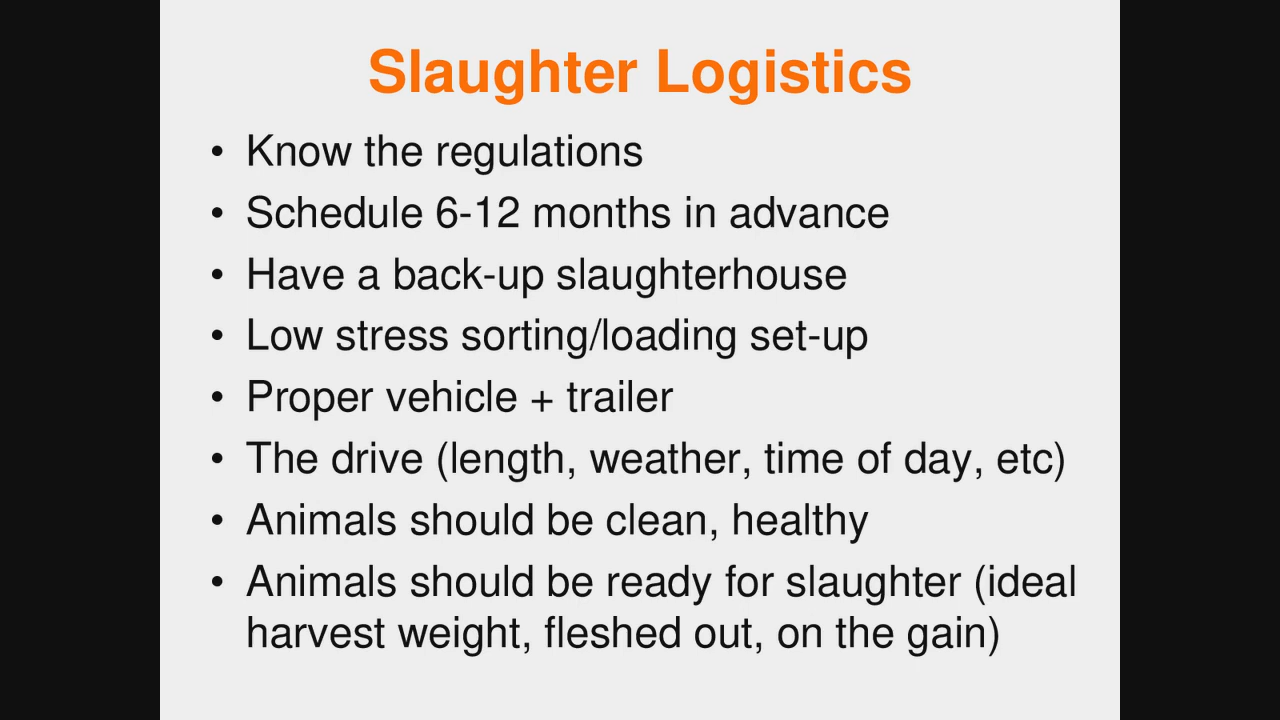 Slaughter Logistics
• Know the regulations
• Schedule 6-12 months in advance
• Have a back-up slaughterhouse
• Low stress sorting/loading set-up
• Proper vehicle + trailer
• The drive (length, weather, time of day, etc)
• Animals should be clean, healthy
• Animals should be ready for slaughter (ideal
harvest weight, fleshed out, on the gain)